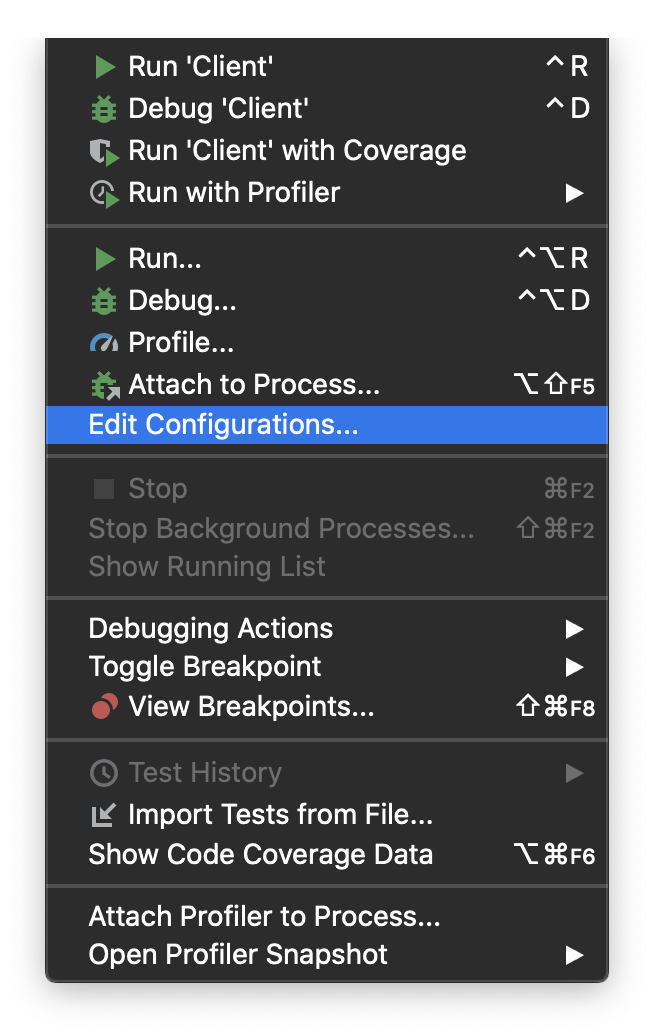 Run 'Client' ⌃R
Debug 'Client' ⌃D
Run 'Client' with Coverage
Run with Profiler
Run... ⌃⌥R
Debug... ⌃⌥D
Profile...
Attach to Process... ⌥⇧F5
Edit Configurations...
Stop ⌘F2
Stop Background Processes... ⇧⌘F2
Show Running List
Debugging Actions
Toggle Breakpoint
View Breakpoints... ⇧⌘F8
Test History
Import Tests from File...
Show Code Coverage Data ⌥⌘F6
Attach Profiler to Process...
Open Profiler Snapshot